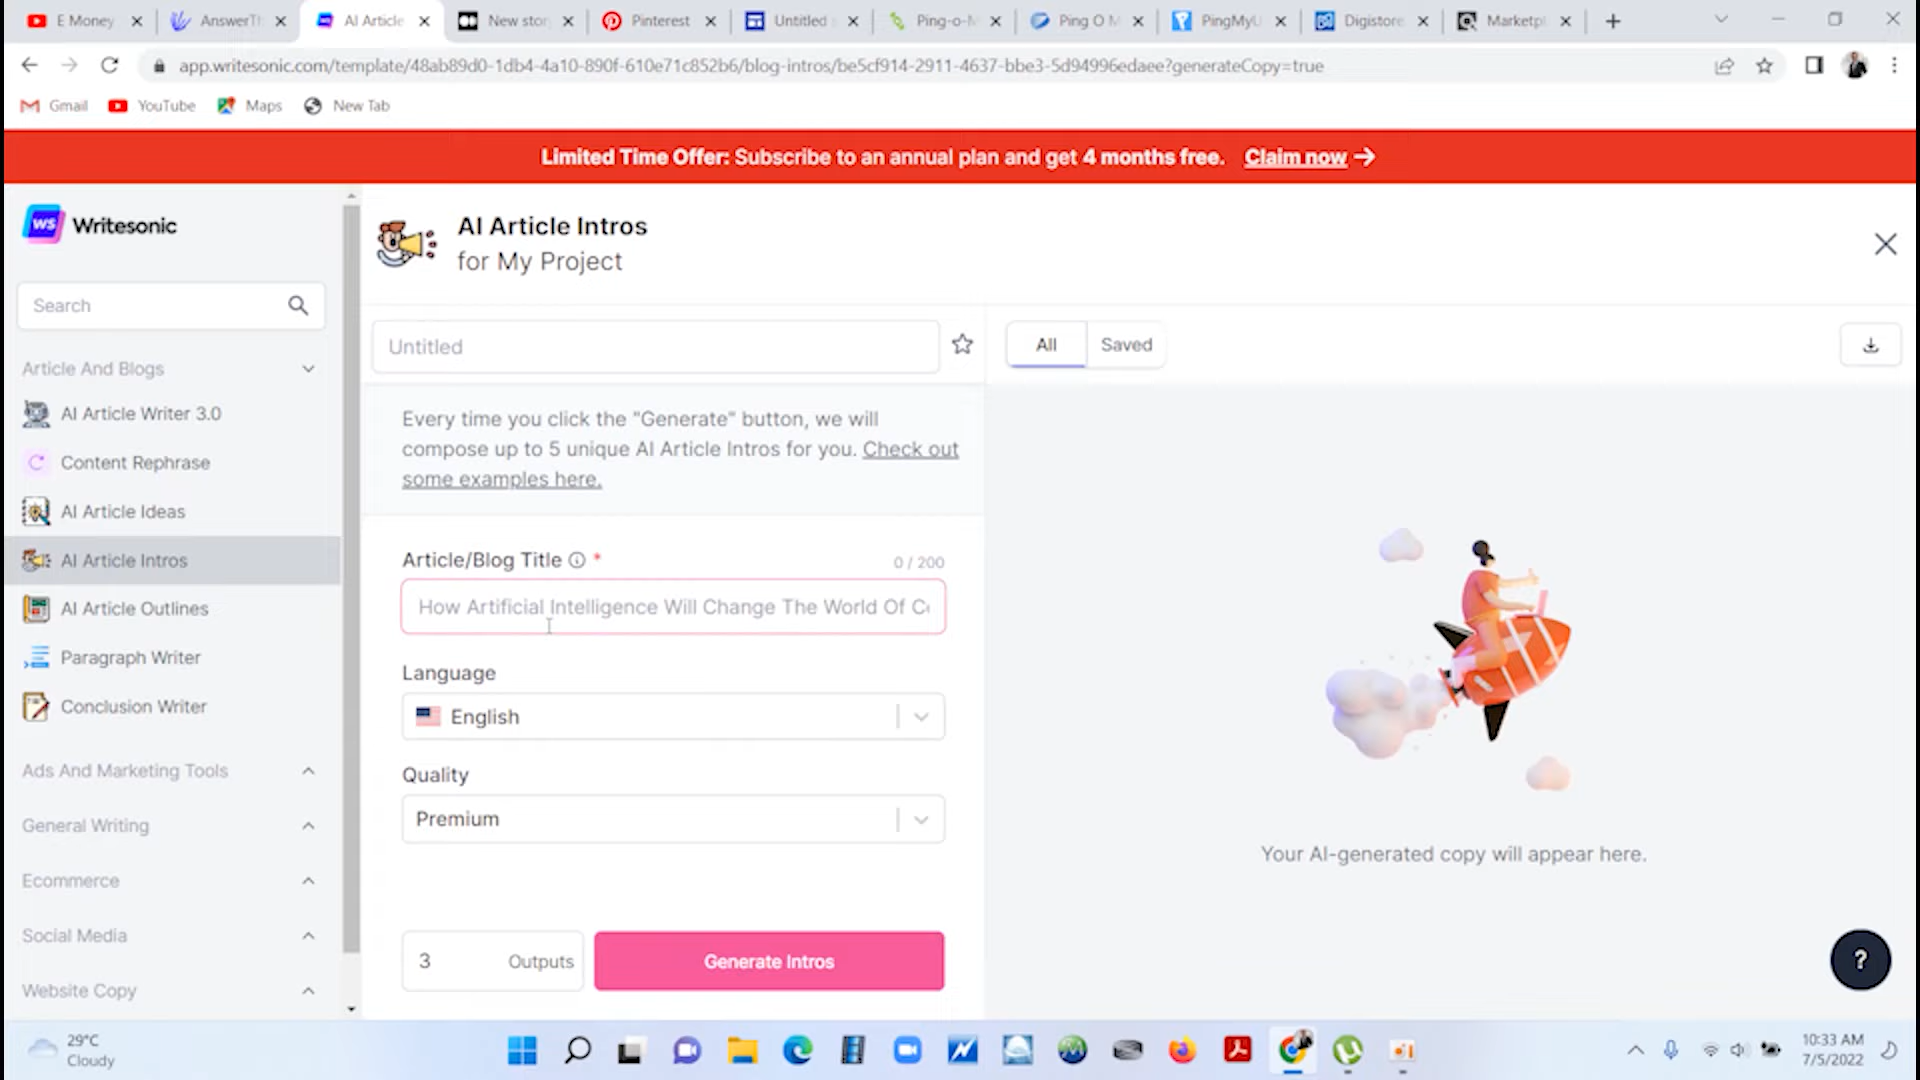 E Money
AnswerTh
AI Article
New story
Pinterest
Untitled
Ping-o-M
Ping O M
PingMyU
Digistore
Marketpl
app.writesonic.com/template/48ab89d0-1db4-4a10-890f-610e71c852b6/blog-intros/be5cf914-2911-4637-bbe3-5d94996edaee?generateCopy=true
Gmail
YouTube
Maps
New Tab
Limited Time Offer: Subscribe to an annual plan and get 4 months free. Claim now →
WS Writesonic
AI Article Intros
for My Project
Search
Untitled
All
Saved
Article And Blogs
AI Article Writer 3.0
Content Rephrase
AI Article Ideas
AI Article Intros
AI Article Outlines
Paragraph Writer
Conclusion Writer
Ads And Marketing Tools
General Writing
Ecommerce
Social Media
Website Copy
Every time you click the "Generate" button, we will
compose up to 5 unique AI Article Intros for you. Check out
some examples here.
Article/Blog Title *
0 / 200
How Artificial Intelligence Will Change The World Of Co
Language
English
Quality
Premium
3 Outputs
Generate Intros
Your AI-generated copy will appear here.
?
29°C
Cloudy
10:33 AM
7/5/2022